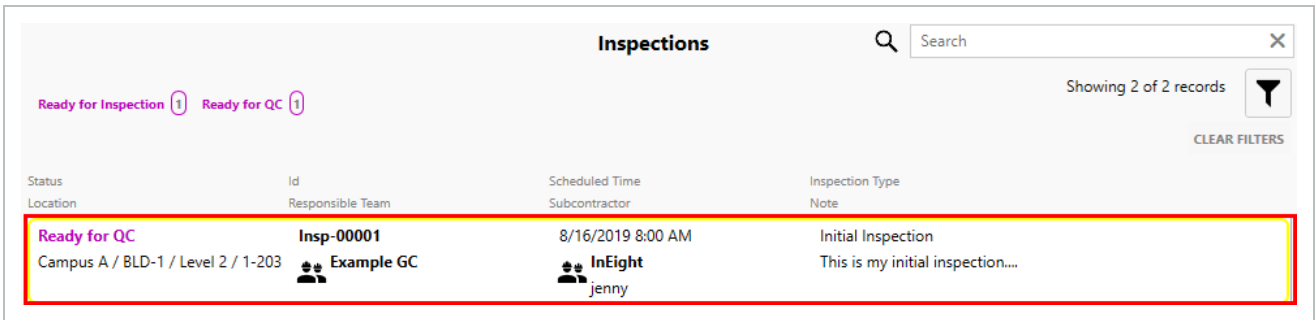 Inspections
Search
Showing 2 of 2 records
Ready for Inspection 1 Ready for QC 1
CLEAR FILTERS
Status Id Scheduled Time Inspection Type
Location Responsible Team Subcontractor Note
Ready for QC Insp-00001 8/16/2019 8:00 AM Initial Inspection
Campus A / BLD-1 / Level 2 / 1-203 Example GC InEight This is my initial inspection....
jenny